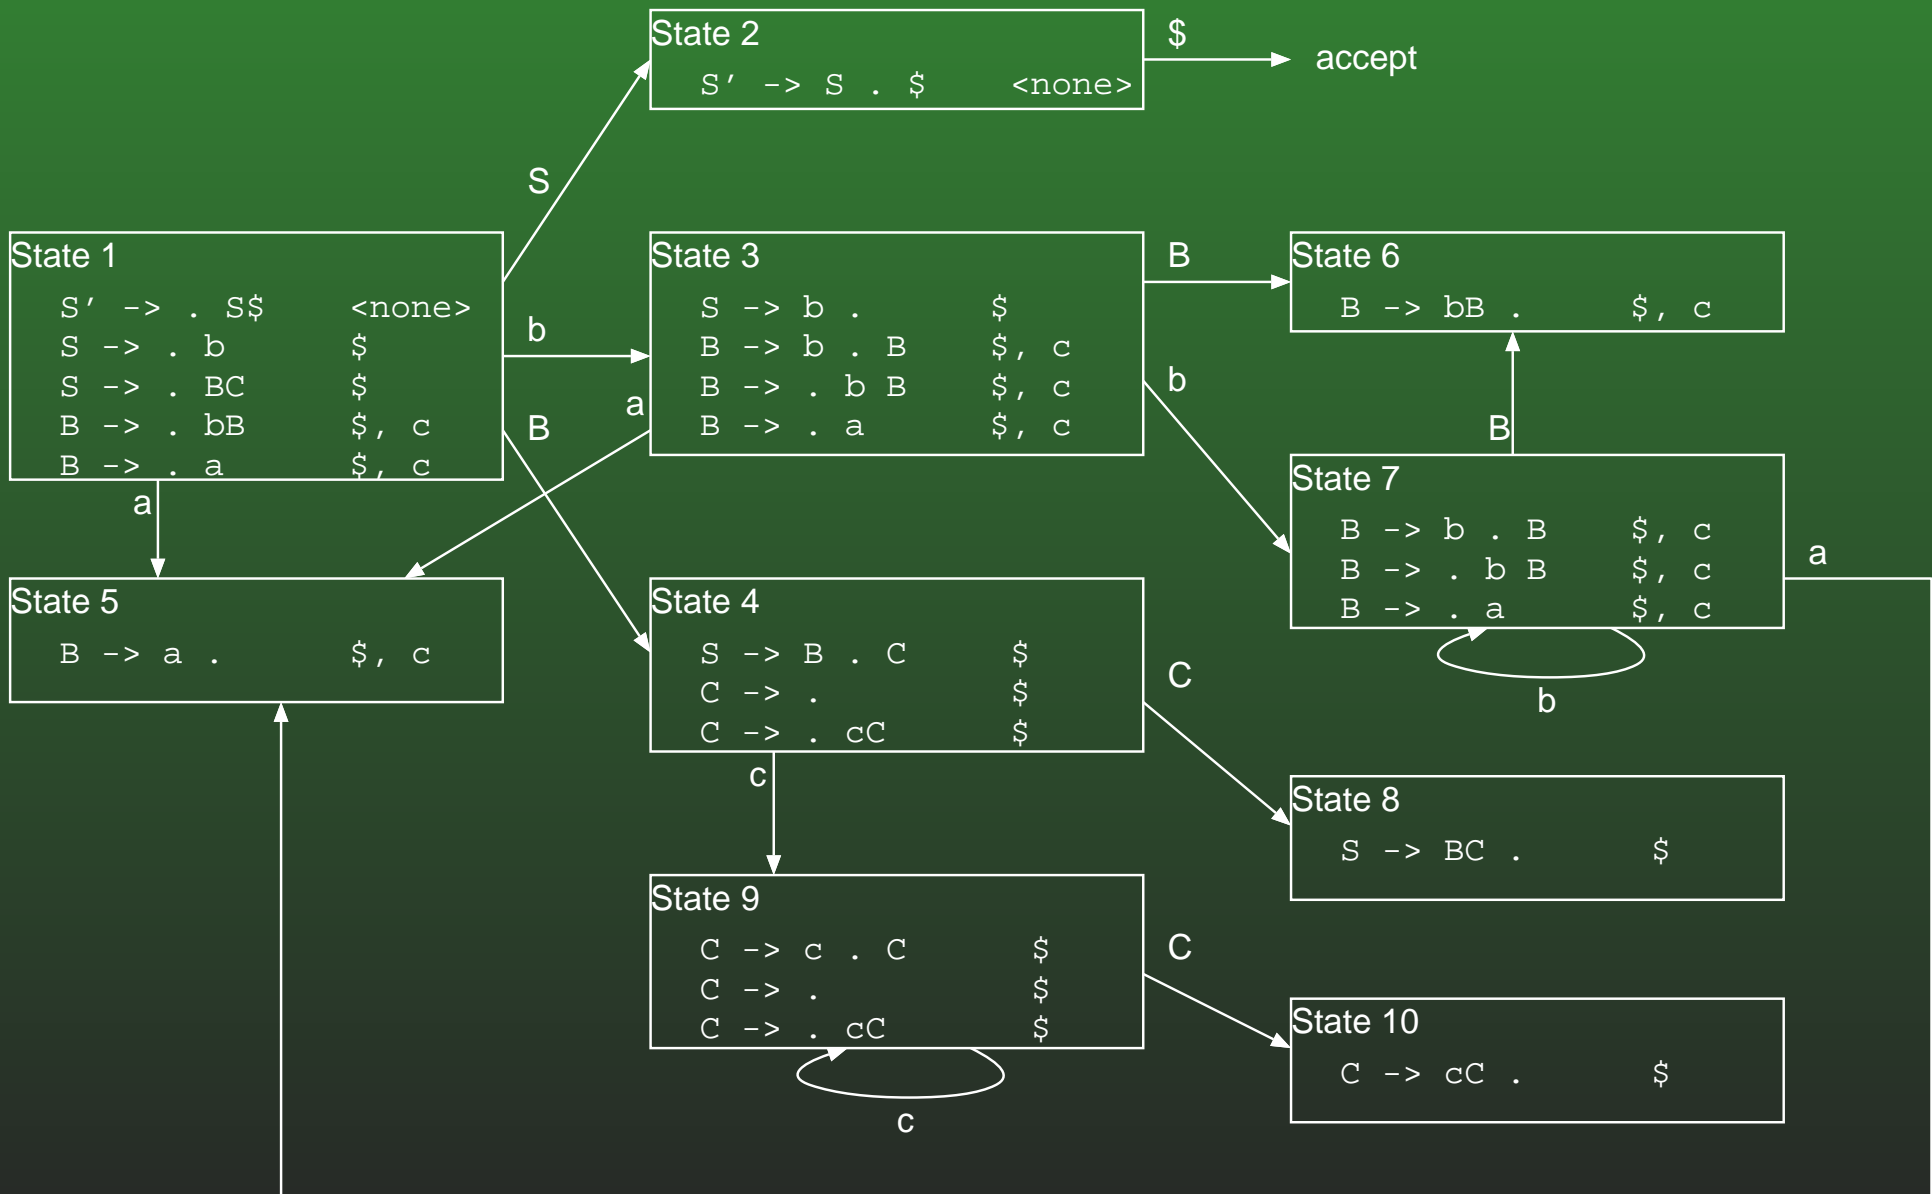 State 2
S' -> S . $ <none>
$
accept
S
State 1
S' -> . S$ <none>
S -> . b $
S -> . BC $
B -> . bB $, c
B -> . a $, c
b
B
a
a
State 3
S -> b . $
B -> b . B $, c
B -> . b B $, c
B -> . a $, c
B
b
State 6
B -> bB . $, c
B
State 7
B -> b . B $, c
B -> . b B $, c
B -> . a $, c
a
b
State 5
B -> a . $, c
State 4
S -> B . C $
C -> . $
C -> . cC $
C
c
State 8
S -> BC . $
State 9
C -> c . C $
C -> . $
C -> . cC $
C
c
State 10
C -> cC . $